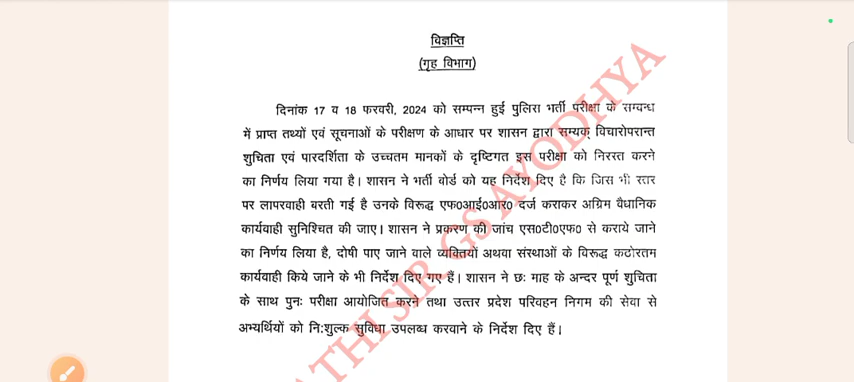 विज्ञप्ति
(गृह विभाग)
दिनांक 17 व 18 फरवरी, 2024 को सम्पन्न हुई पुलिस भर्ती परीक्षा के सम्बन्ध
में प्राप्त तथ्यों एवं सूचनाओं के परीक्षण के आधार पर शासन द्वारा सम्यक् विचारोपरान्त
शुचिता एवं पारदर्शिता के उच्चतम मानकों के दृष्टिगत इस परीक्षा को निरस्त करने
का निर्णय लिया गया है। शासन ने भर्ती बोर्ड को यह निर्देश दिए है कि जिस भी स्तर
पर लापरवाही बरती गई है उनके विरूद्ध एफ0आई0आर0 दर्ज कराकर अग्रिम वैधानिक
कार्यवाही सुनिश्चित की जाए। शासन ने प्रकरण की जांच एस0टी0एफ0 से कराये जाने
का निर्णय लिया है, दोषी पाए जाने वाले व्यक्तियों अथवा संस्थाओं के विरूद्ध कठोरतम
कार्यवाही किये जाने के भी निर्देश दिए गए हैं। शासन ने छः माह के अन्दर पूर्ण शुचिता
के साथ पुनः परीक्षा आयोजित करने तथा उत्तर प्रदेश परिवहन निगम की सेवा से
अभ्यर्थियों को नि:शुल्क सुविधा उपलब्ध करवाने के निर्देश दिए हैं।
ATHI SIR GS AYODHYA